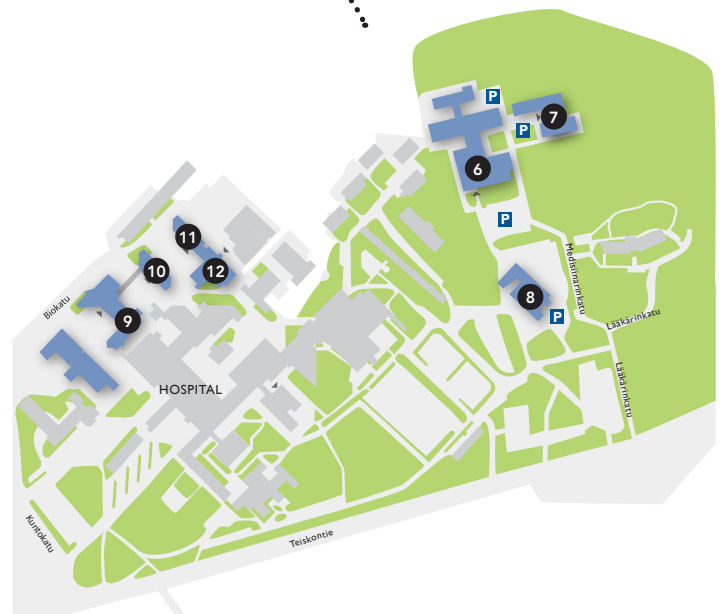 P
7
P
6
P
11
10
12
Medisiinarinkatu
8
Biokatu
9
P
Lääkärinkatu
HOSPITAL
Lääkärinkatu
Kuntokatu
Teiskontie